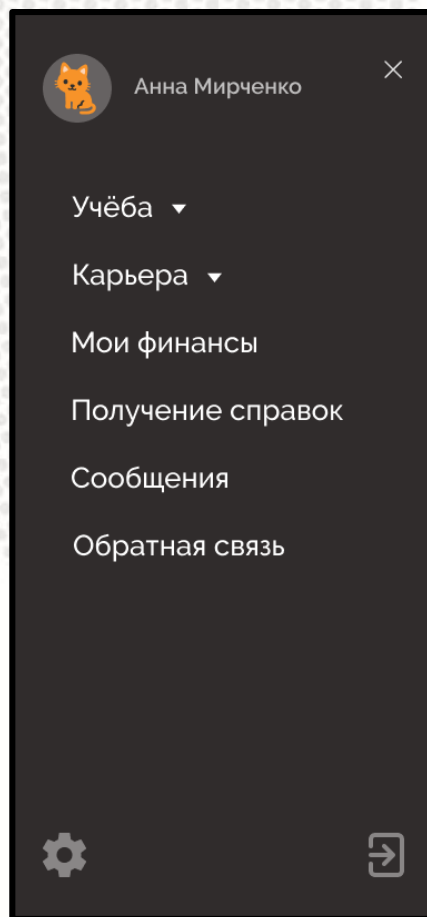 Анна Мирченко
Учёба
Карьера
Мои финансы
Получение справок
Сообщения
Обратная связь